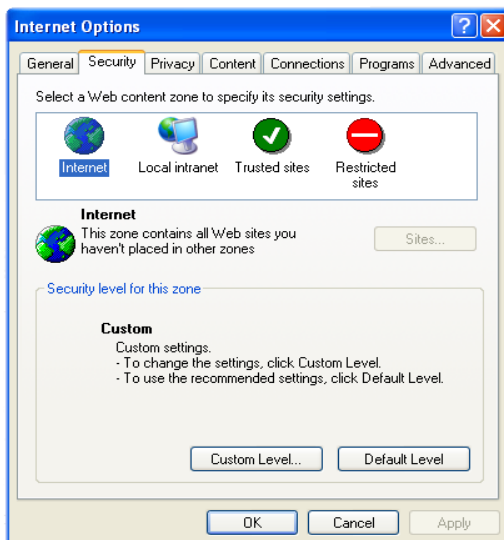 Internet Options
General Security Privacy Content Connections Programs Advanced
Select a Web content zone to specify its security settings.
Internet Local intranet Trusted sites Restricted sites
Internet
This zone contains all Web sites you
haven't placed in other zones
Sites...
Security level for this zone
Custom
Custom settings.
- To change the settings, click Custom Level.
- To use the recommended settings, click Default Level.
Custom Level... Default Level
OK Cancel Apply